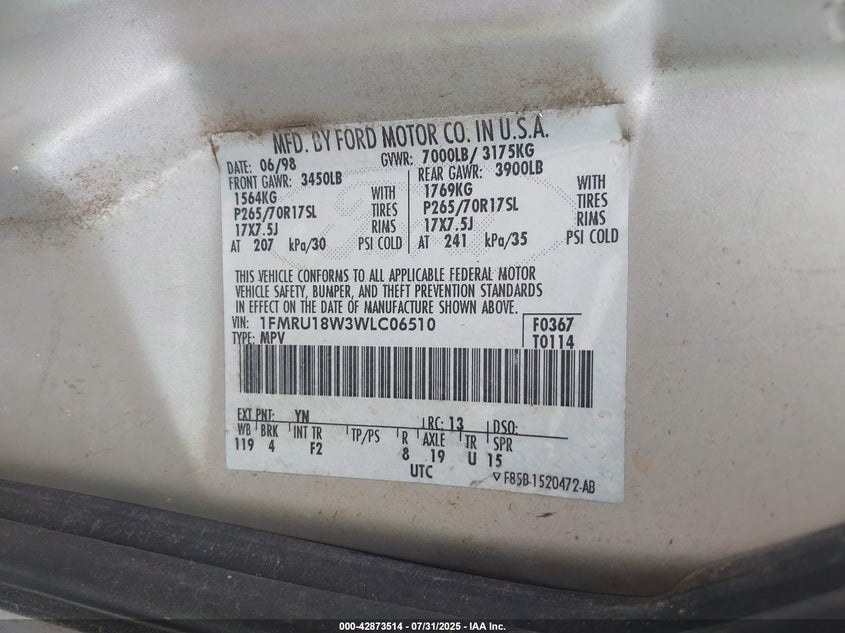 MFD. BY FORD MOTOR CO. IN U.S.A.
DATE: 06/98 GVWR: 7000LB/ 3175KG
FRONT GAWR: 3450LB REAR GAWR: 3900LB
1564KG WITH 1769KG WITH
P265/70R17SL TIRES P265/70R17SL TIRES
17X7.5J RIMS 17X7.5J RIMS
AT 207 kPa/30 PSI COLD AT 241 kPa/35 PSI COLD
THIS VEHICLE CONFORMS TO ALL APPLICABLE FEDERAL MOTOR
VEHICLE SAFETY, BUMPER, AND THEFT PREVENTION STANDARDS
IN EFFECT ON THE DATE OF MANUFACTURE SHOWN ABOVE.
VIN: 1FMRU18W3WLC06510 F0367
TYPE: MPV T0114
EXT PNT: YN RC: 13 DSO:
WB BRK INT TR TP/PS R AXLE TR SPR
119 4 F2 8 19 U 15
UTC F85B-1520472-AB
000-42873514 / 07/31/2025 - IAA Inc.